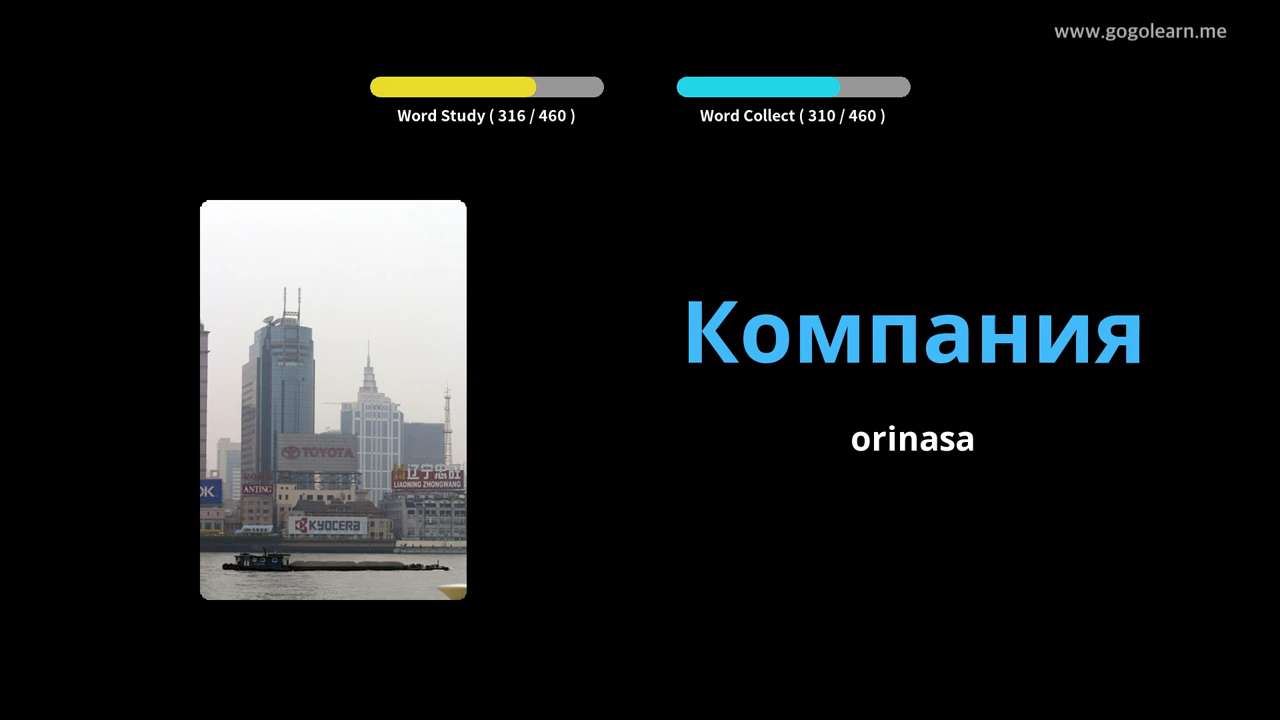 www.gogolearn.me
Word Study ( 316 / 460 )
Word Collect ( 310 / 460 )
Компания
orinasa
TOYOTA
辽宁忠旺
LIAONING ZHONGWANG
ANTING
KYOCERA